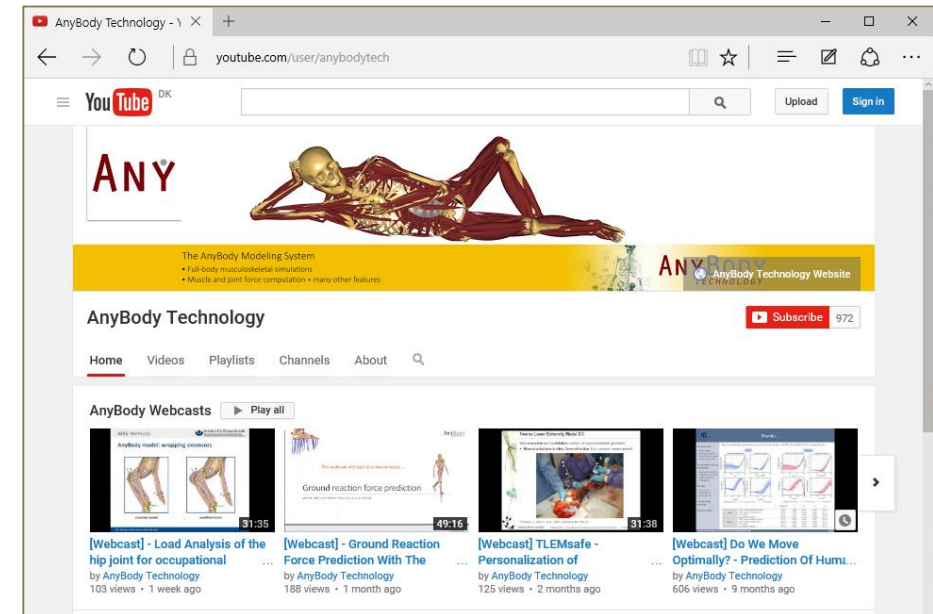 AnyBody Technology - Y
youtube.com/user/anybodytech
You Tube DK
Upload
Sign in
ANY
The AnyBody Modeling System
• Full-body musculoskeletal simulations
• Muscle and joint force computation + many other features
ANYBODY
TECHNOLOGY
AnyBody Technology Website
AnyBody Technology
Subscribe 972
Home Videos Playlists Channels About
AnyBody Webcasts Play all
AnyBody model: wrapping extensors
31:35
Ground reaction force prediction
49:16
31:38
[Webcast] - Load Analysis of the
hip joint for occupational ...
by AnyBody Technology
103 views • 1 week ago
[Webcast] - Ground Reaction
Force Prediction With The ...
by AnyBody Technology
188 views • 1 month ago
[Webcast] TLEMsafe -
Personalization of ...
by AnyBody Technology
125 views • 2 months ago
[Webcast] Do We Move
Optimally? - Prediction Of Huma...
by AnyBody Technology
606 views • 9 months ago